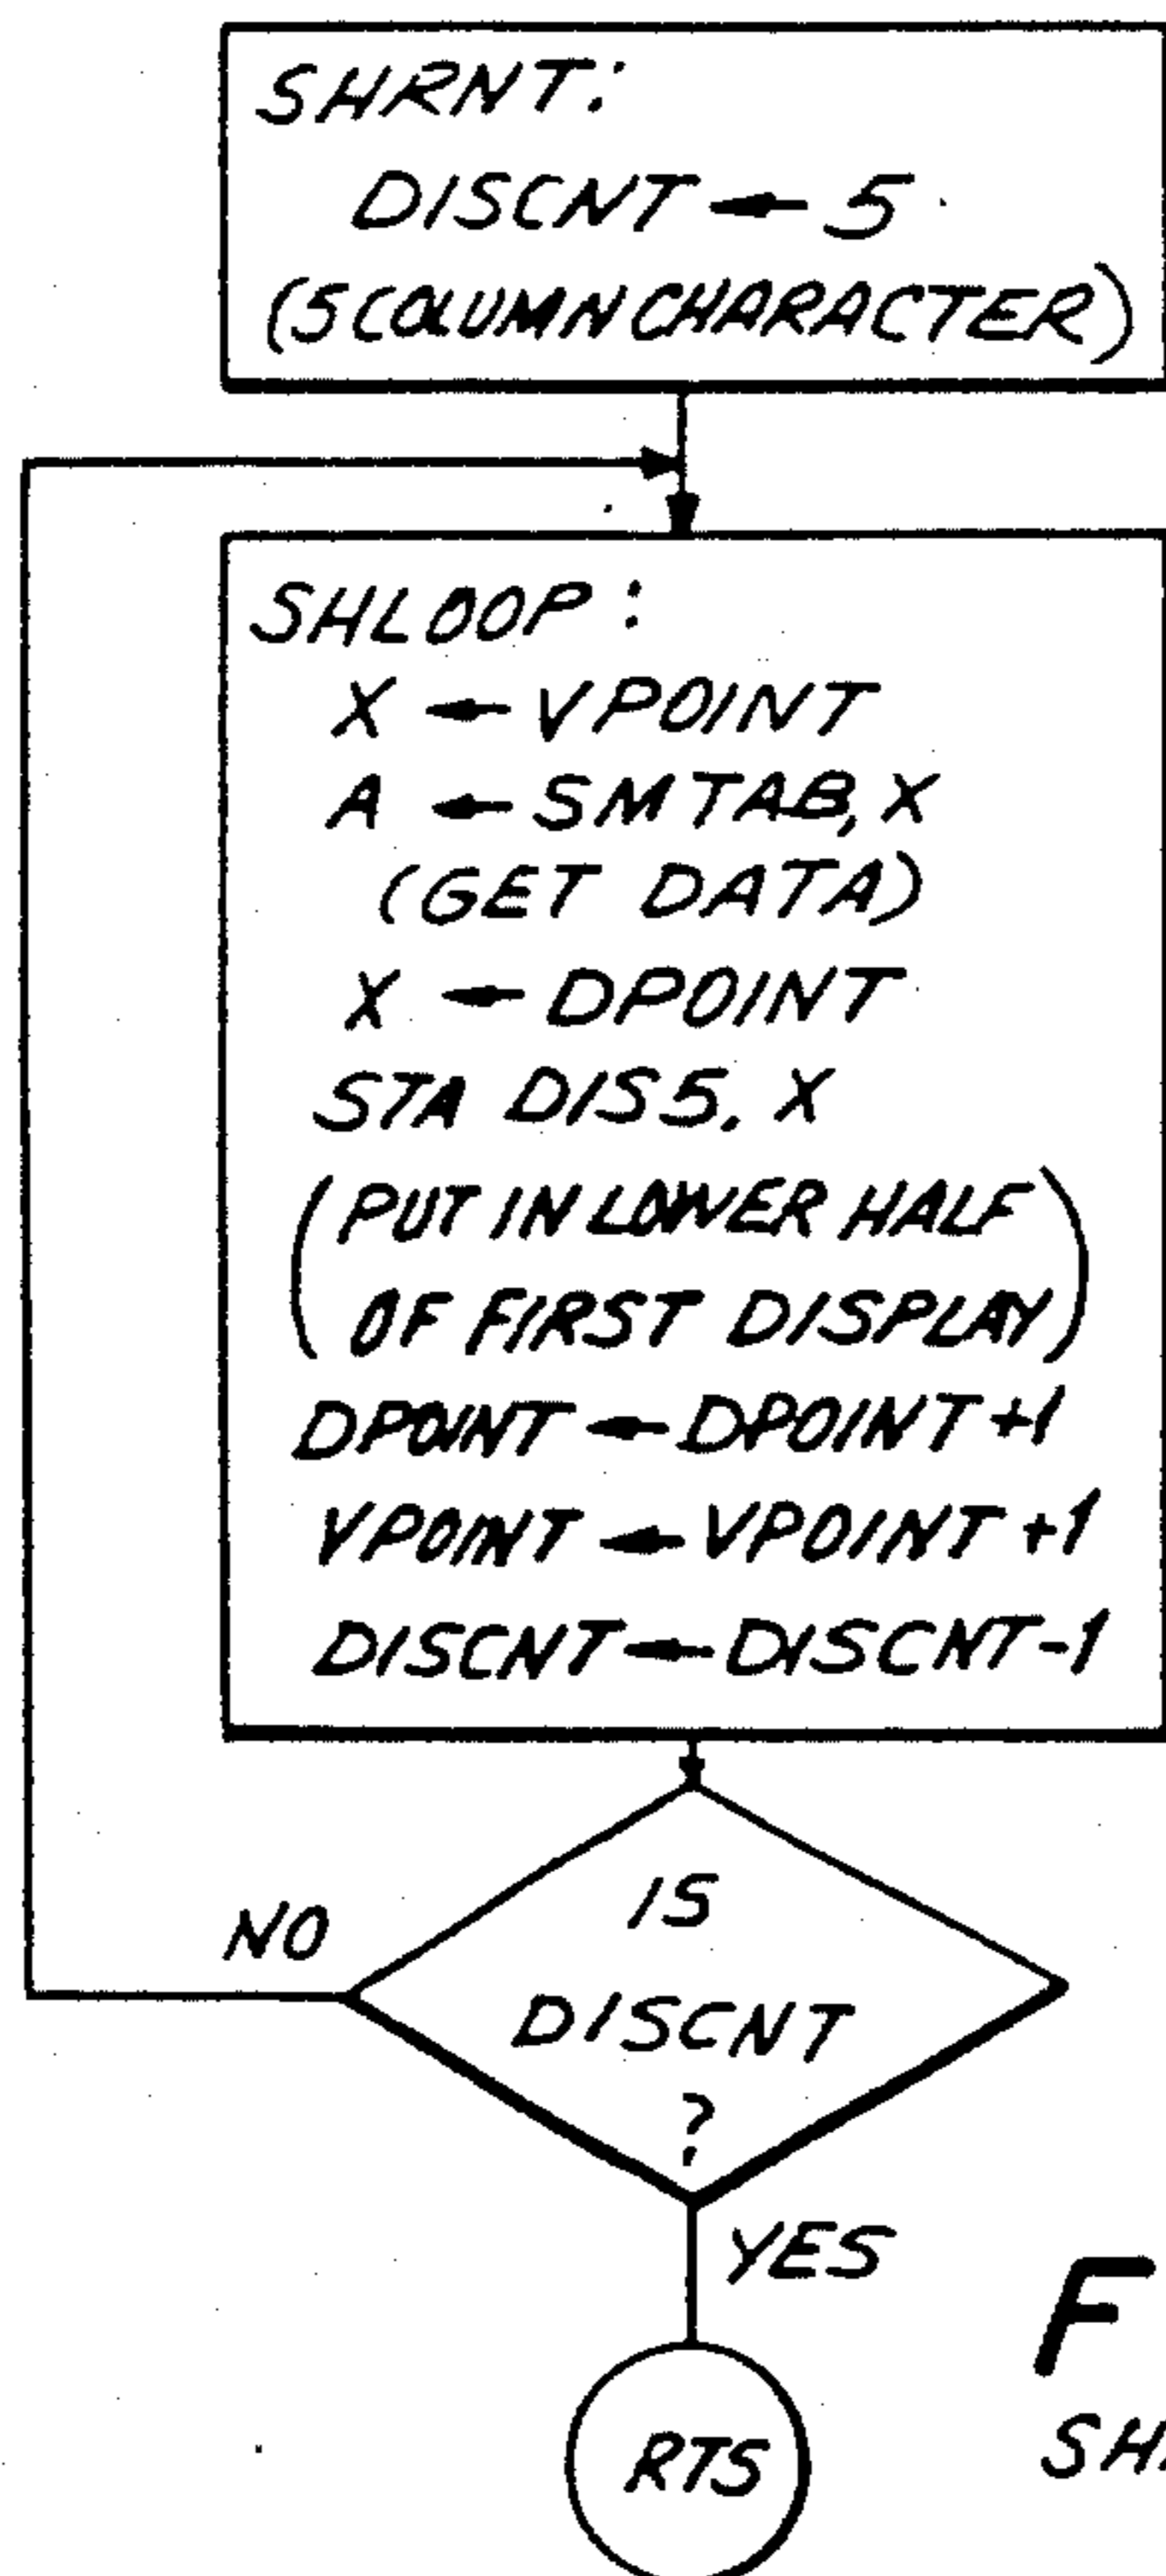 SHRNT:
DISCNT ← 5
(5 COLUMN CHARACTER)
SHLOOP:
X ← VPOINT
A ← SMTAB, X
(GET DATA)
X ← DPOINT
STA DIS5, X
(PUT IN LOWER HALF
OF FIRST DISPLAY)
DPOINT ← DPOINT +1
VPOINT ← VPOINT +1
DISCNT ← DISCNT-1
IS
DISCNT
?
NO
YES
RTS
F